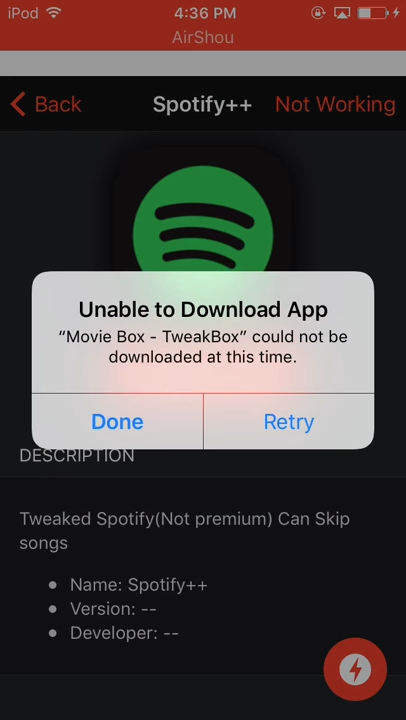 iPod 4:36 PM
AirShou
Back Spotify++ Not Working
Unable to Download App
“Movie Box - TweakBox” could not be
downloaded at this time.
Done Retry
DESCRIPTION
Tweaked Spotify(Not premium) Can Skip
songs
• Name: Spotify++
• Version: --
• Developer: --